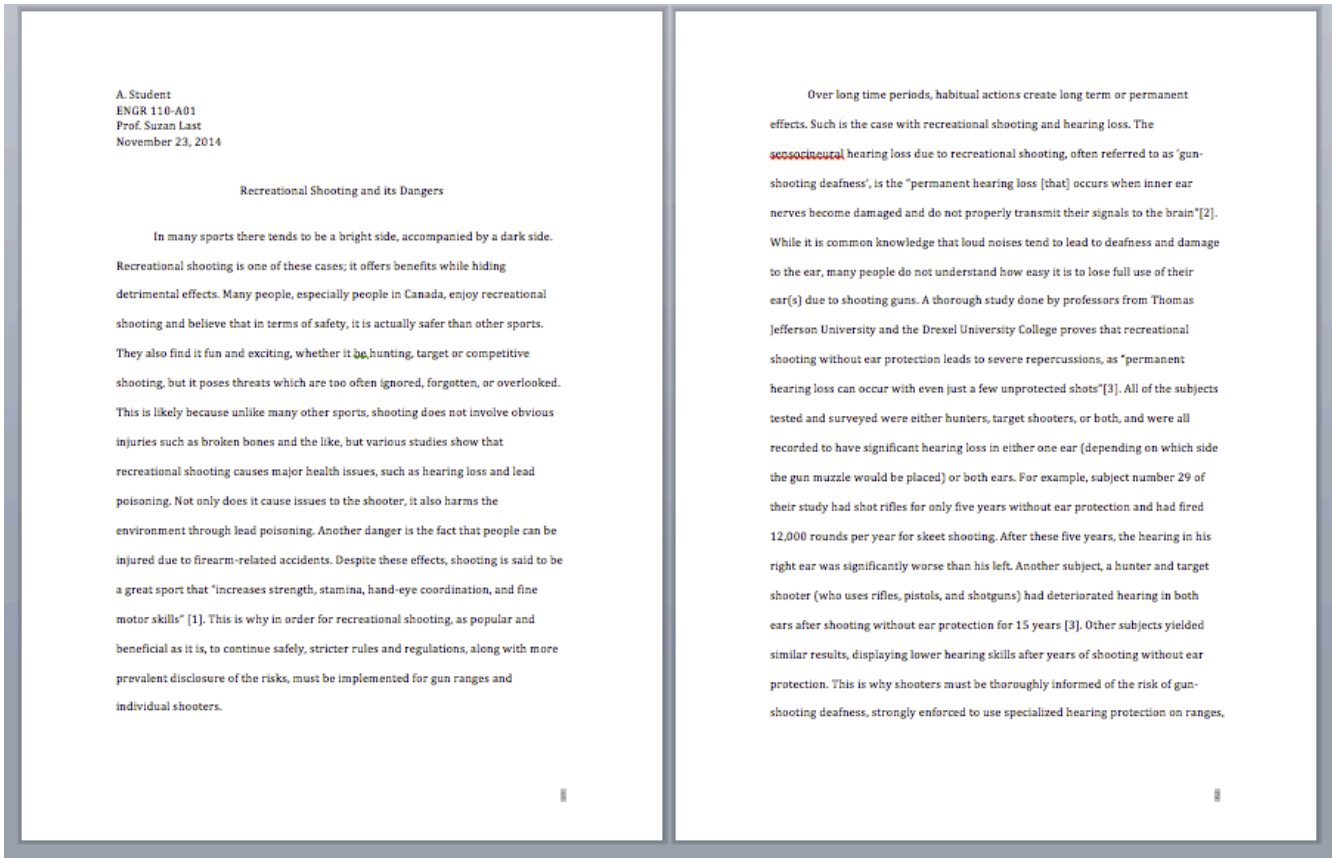 A. Student
ENGR 110-A01
Prof. Suzan Last
November 23, 2014
Recreational Shooting and its Dangers
In many sports there tends to be a bright side, accompanied by a dark side.
Recreational shooting is one of these cases; it offers benefits while hiding
detrimental effects. Many people, especially people in Canada, enjoy recreational
shooting and believe that in terms of safety, it is actually safer than other sports.
They also find it fun and exciting, whether it be hunting, target or competitive
shooting, but it poses threats which are too often ignored, forgotten, or overlooked.
This is likely because unlike many other sports, shooting does not involve obvious
injuries such as broken bones and the like, but various studies show that
recreational shooting causes major health issues, such as hearing loss and lead
poisoning. Not only does it cause issues to the shooter, it also harms the
environment through lead poisoning. Another danger is the fact that people can be
injured due to firearm-related accidents. Despite these effects, shooting is said to be
a great sport that "increases strength, stamina, hand-eye coordination, and fine
motor skills" [1]. This is why in order for recreational shooting, as popular and
beneficial as it is, to continue safely, stricter rules and regulations, along with more
prevalent disclosure of the risks, must be implemented for gun ranges and
individual shooters.
Over long time periods, habitual actions create long term or permanent
effects. Such is the case with recreational shooting and hearing loss. The
sensorineural hearing loss due to recreational shooting, often referred to as 'gun-
shooting deafness', is the "permanent hearing loss [that] occurs when inner ear
nerves become damaged and do not properly transmit their signals to the brain"[2].
While it is common knowledge that loud noises tend to lead to deafness and damage
to the ear, many people do not understand how easy it is to lose full use of their
ear(s) due to shooting guns. A thorough study done by professors from Thomas
Jefferson University and the Drexel University College proves that recreational
shooting without ear protection leads to severe repercussions, as "permanent
hearing loss can occur with even just a few unprotected shots"[3]. All of the subjects
tested and surveyed were either hunters, target shooters, or both, and were all
recorded to have significant hearing loss in either one ear (depending on which side
the gun muzzle would be placed) or both ears. For example, subject number 29 of
their study had shot rifles for only five years without ear protection and had fired
12,000 rounds per year for skeet shooting. After these five years, the hearing in his
right ear was significantly worse than his left. Another subject, a hunter and target
shooter (who uses rifles, pistols, and shotguns) had deteriorated hearing in both
ears after shooting without ear protection for 15 years [3]. Other subjects yielded
similar results, displaying lower hearing skills after years of shooting without ear
protection. This is why shooters must be thoroughly informed of the risk of gun-
shooting deafness, strongly enforced to use specialized hearing protection on ranges,